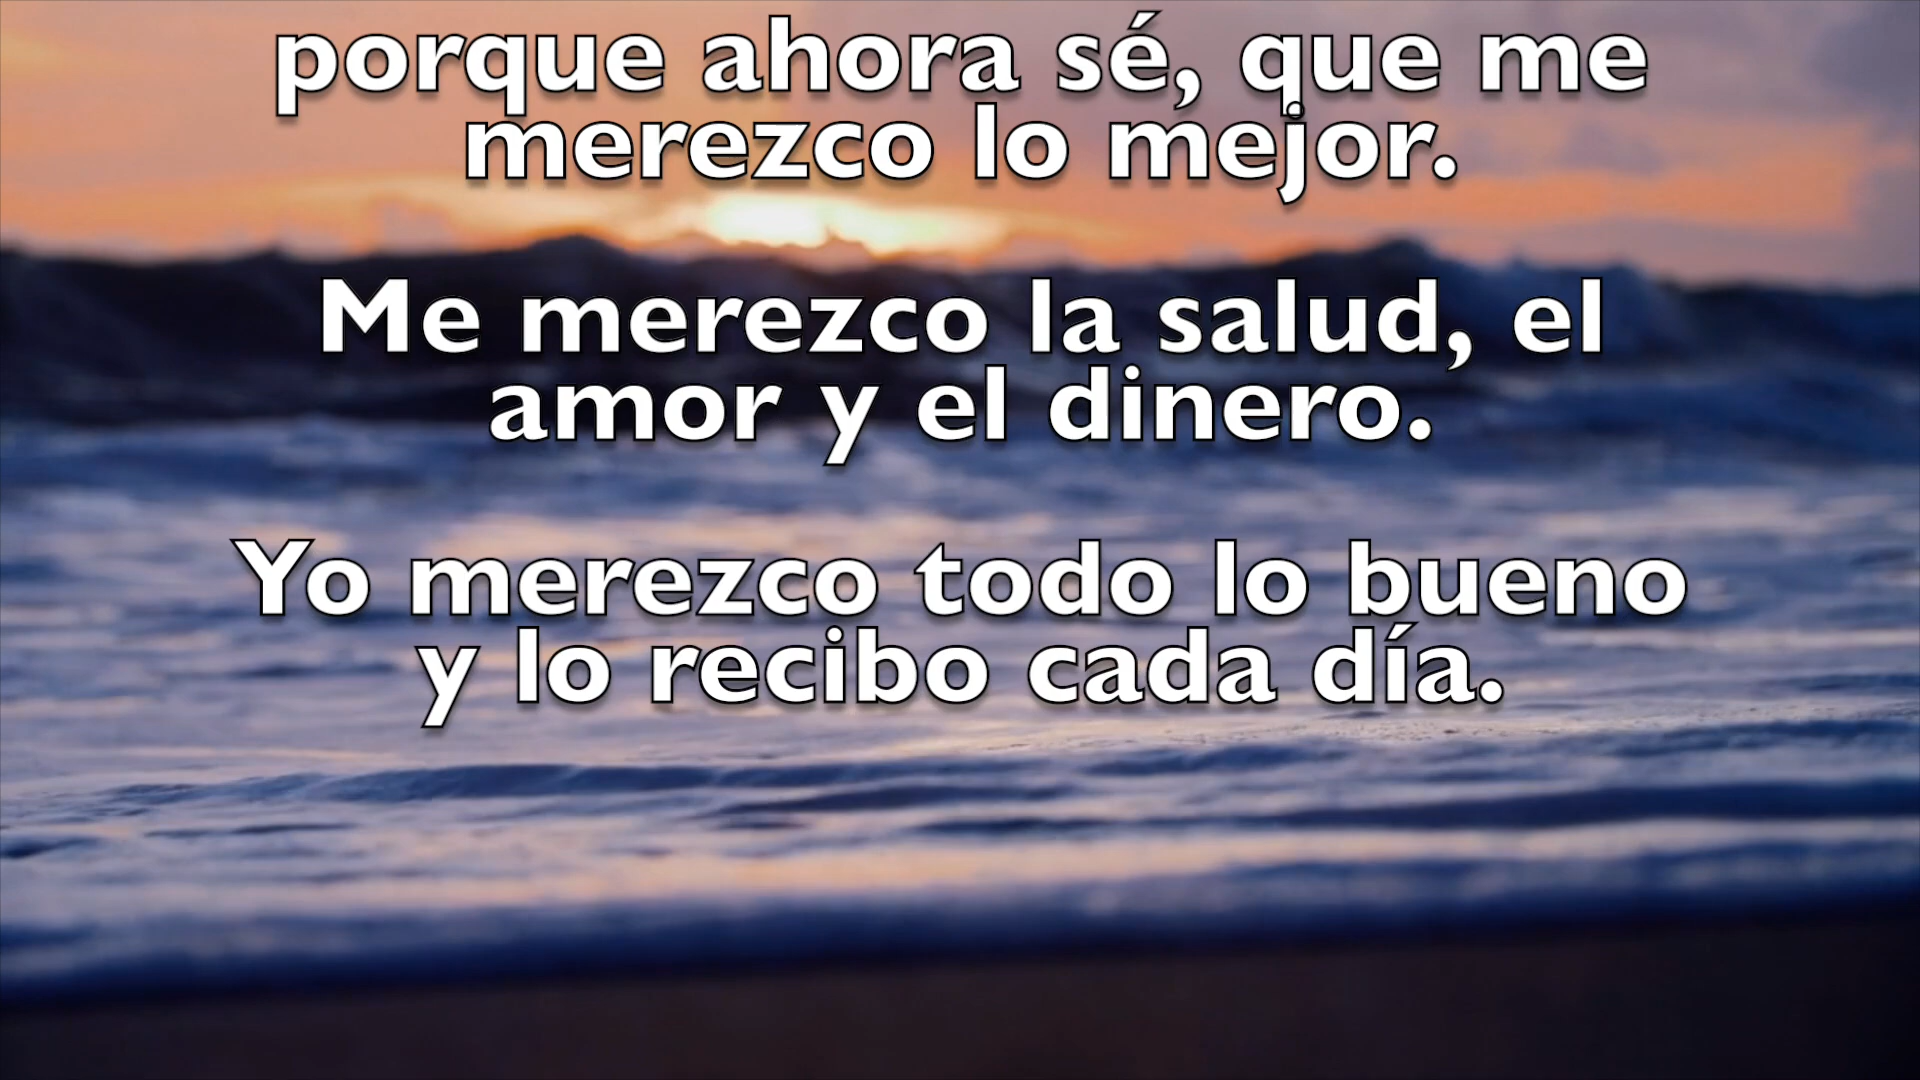 porque ahora sé, que me
merezco lo mejor.
Me merezco la salud, el
amor y el dinero.
Yo merezco todo lo bueno
y lo recibo cada día.